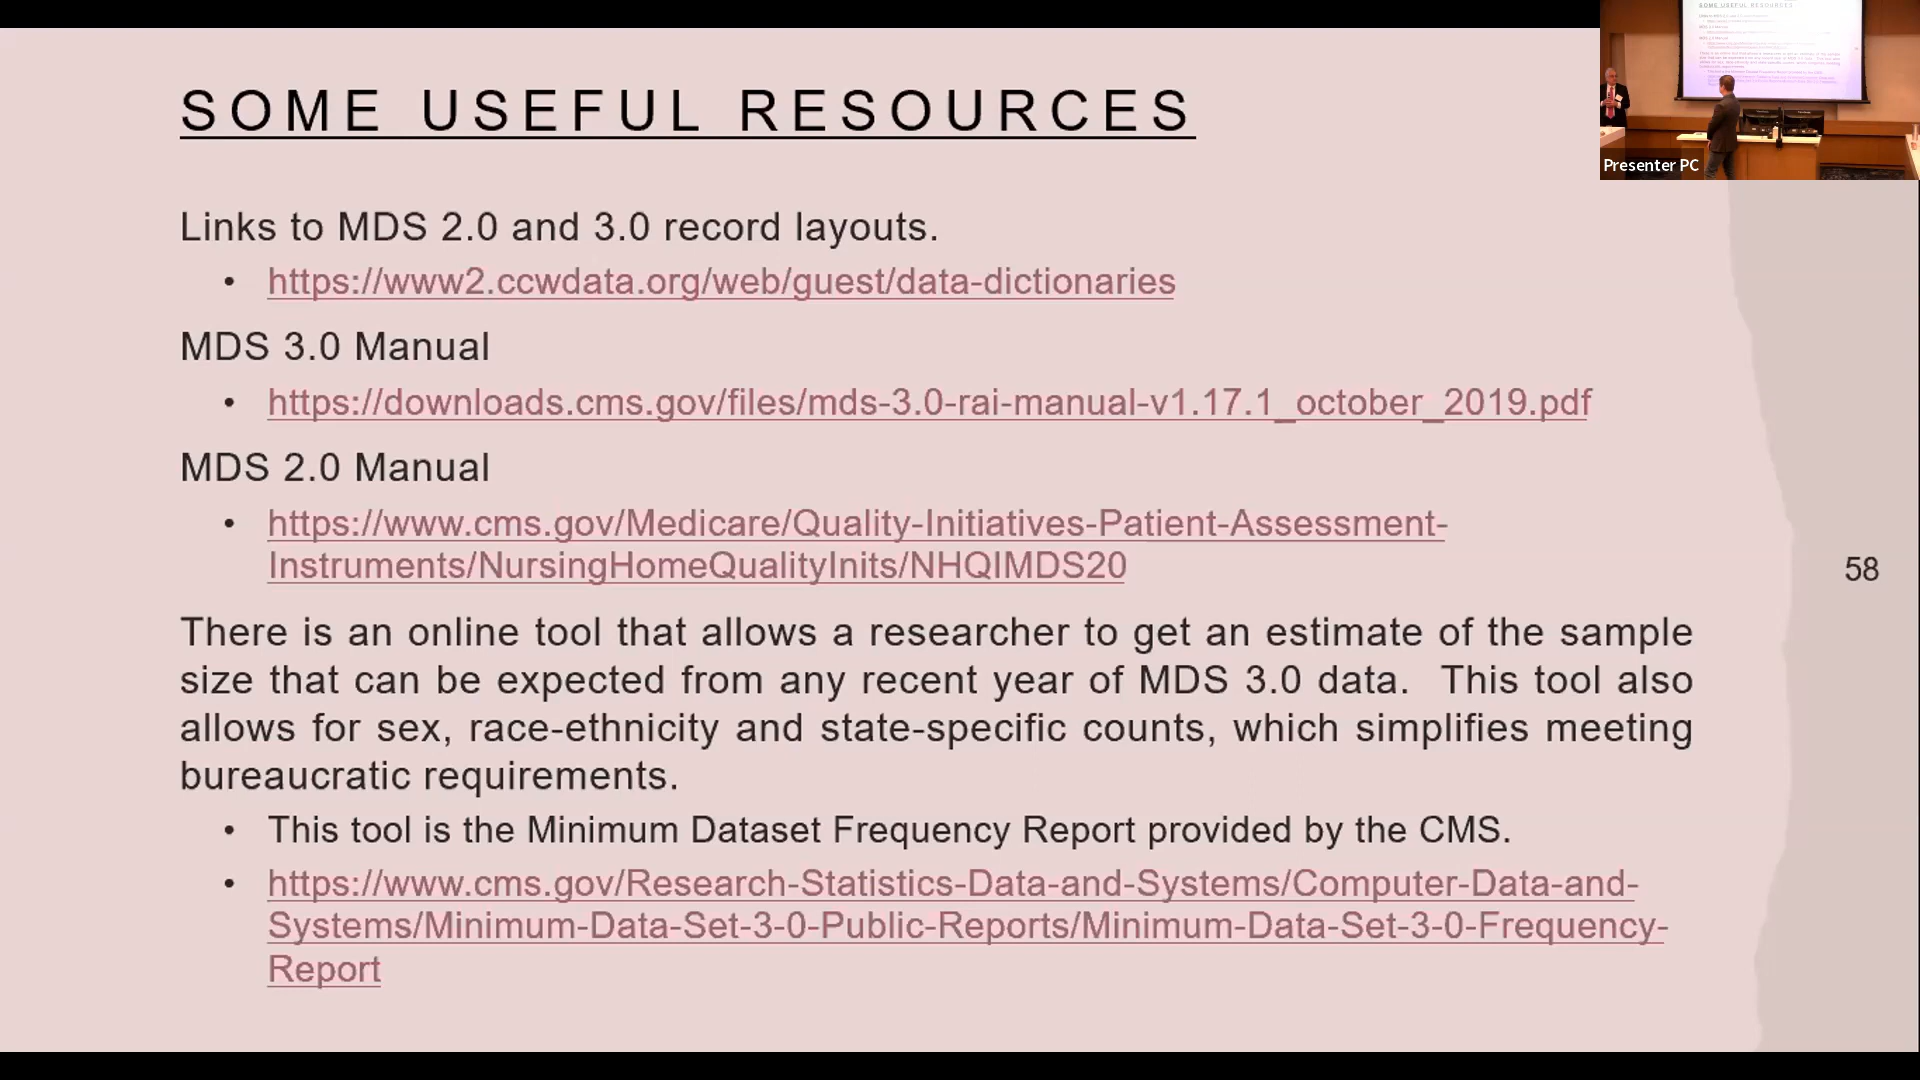 SOME USEFUL RESOURCES
Presenter PC
Links to MDS 2.0 and 3.0 record layouts.
• https://www2.ccwdata.org/web/guest/data-dictionaries
MDS 3.0 Manual
• https://downloads.cms.gov/files/mds-3.0-rai-manual-v1.17.1_october_2019.pdf
MDS 2.0 Manual
• https://www.cms.gov/Medicare/Quality-Initiatives-Patient-Assessment-
Instruments/NursingHomeQualityInits/NHQIMDS20
58
There is an online tool that allows a researcher to get an estimate of the sample
size that can be expected from any recent year of MDS 3.0 data. This tool also
allows for sex, race-ethnicity and state-specific counts, which simplifies meeting
bureaucratic requirements.
• This tool is the Minimum Dataset Frequency Report provided by the CMS.
• https://www.cms.gov/Research-Statistics-Data-and-Systems/Computer-Data-and-
Systems/Minimum-Data-Set-3-0-Public-Reports/Minimum-Data-Set-3-0-Frequency-
Report